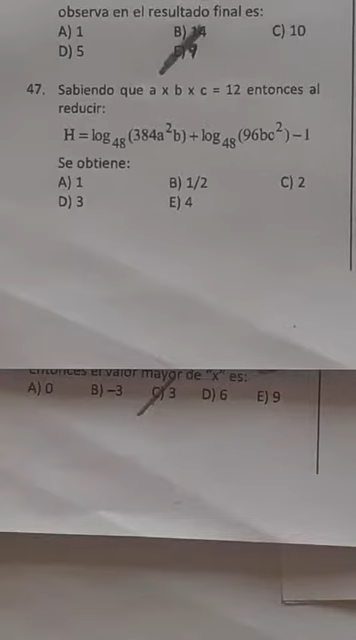 observa en el resultado final es:
A) 1 B) 14 C) 10
D) 5 E) 9
47. Sabiendo que a x b x c = 12 entonces al
reducir:
H = log₄₈(384a²b) + log₄₈(96bc²) − 1
Se obtiene:
A) 1 B) 1/2 C) 2
D) 3 E) 4
entonces el valor mayor de "x" es:
A) 0 B) −3 C) 3 D) 6 E) 9